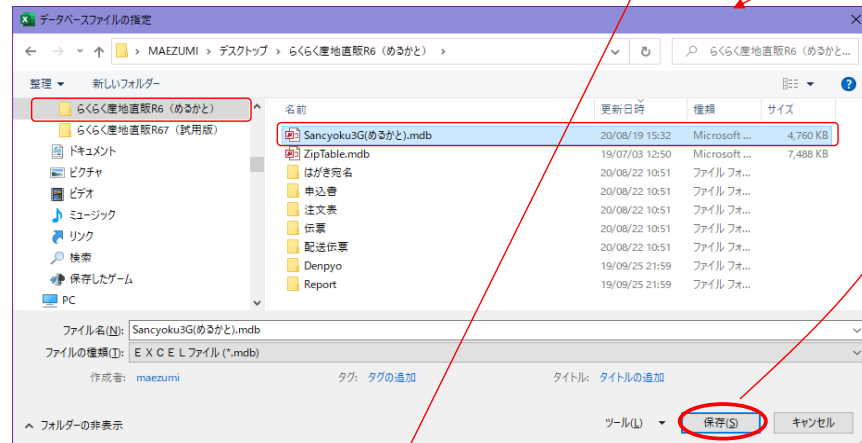 データベースファイルの指定
MAEZUMI › デスクトップ › らくらく産地直販R6（めるかと） ›
らくらく産地直販R6（めるかと...
整理 新しいフォルダー
らくらく産地直販R6（めるかと）
らくらく産地直販R67（試用版）
ドキュメント
ピクチャ
ビデオ
ミュージック
リンク
検索
保存したゲーム
PC
名前 更新日時 種類 サイズ
Sancyoku3G(めるかと).mdb 20/08/19 15:32 Microsoft ... 4,760 KB
ZipTable.mdb 19/07/03 12:50 Microsoft ... 7,488 KB
はがき宛名 20/08/22 10:51 ファイル フォ...
申込書 20/08/22 10:51 ファイル フォ...
注文表 20/08/22 10:51 ファイル フォ...
伝票 20/08/22 10:51 ファイル フォ...
配送伝票 20/08/22 10:51 ファイル フォ...
Denpyo 19/09/25 21:59 ファイル フォ...
Report 19/09/25 21:59 ファイル フォ...
ファイル名(N): Sancyoku3G(めるかと).mdb
ファイルの種類(T): ＥＸＣＥＬファイル(*.mdb)
作成者: maezumi タグ: タグの追加 タイトル: タイトルの追加
フォルダーの非表示 ツール(L) 保存(S) キャンセル